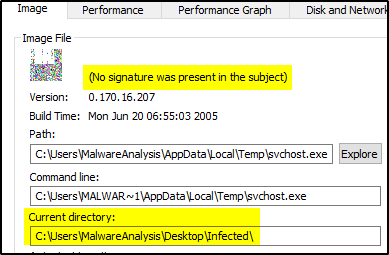 Image Performance Performance Graph Disk and Network
Image File
(No signature was present in the subject)
Version: 0.170.16.207
Build Time: Mon Jun 20 06:55:03 2005
Path:
C:\Users\MalwareAnalysis\AppData\Local\Temp\svchost.exe Explore
Command line:
C:\Users\MALWAR~1\AppData\Local\Temp\svchost.exe
Current directory:
C:\Users\MalwareAnalysis\Desktop\Infected\